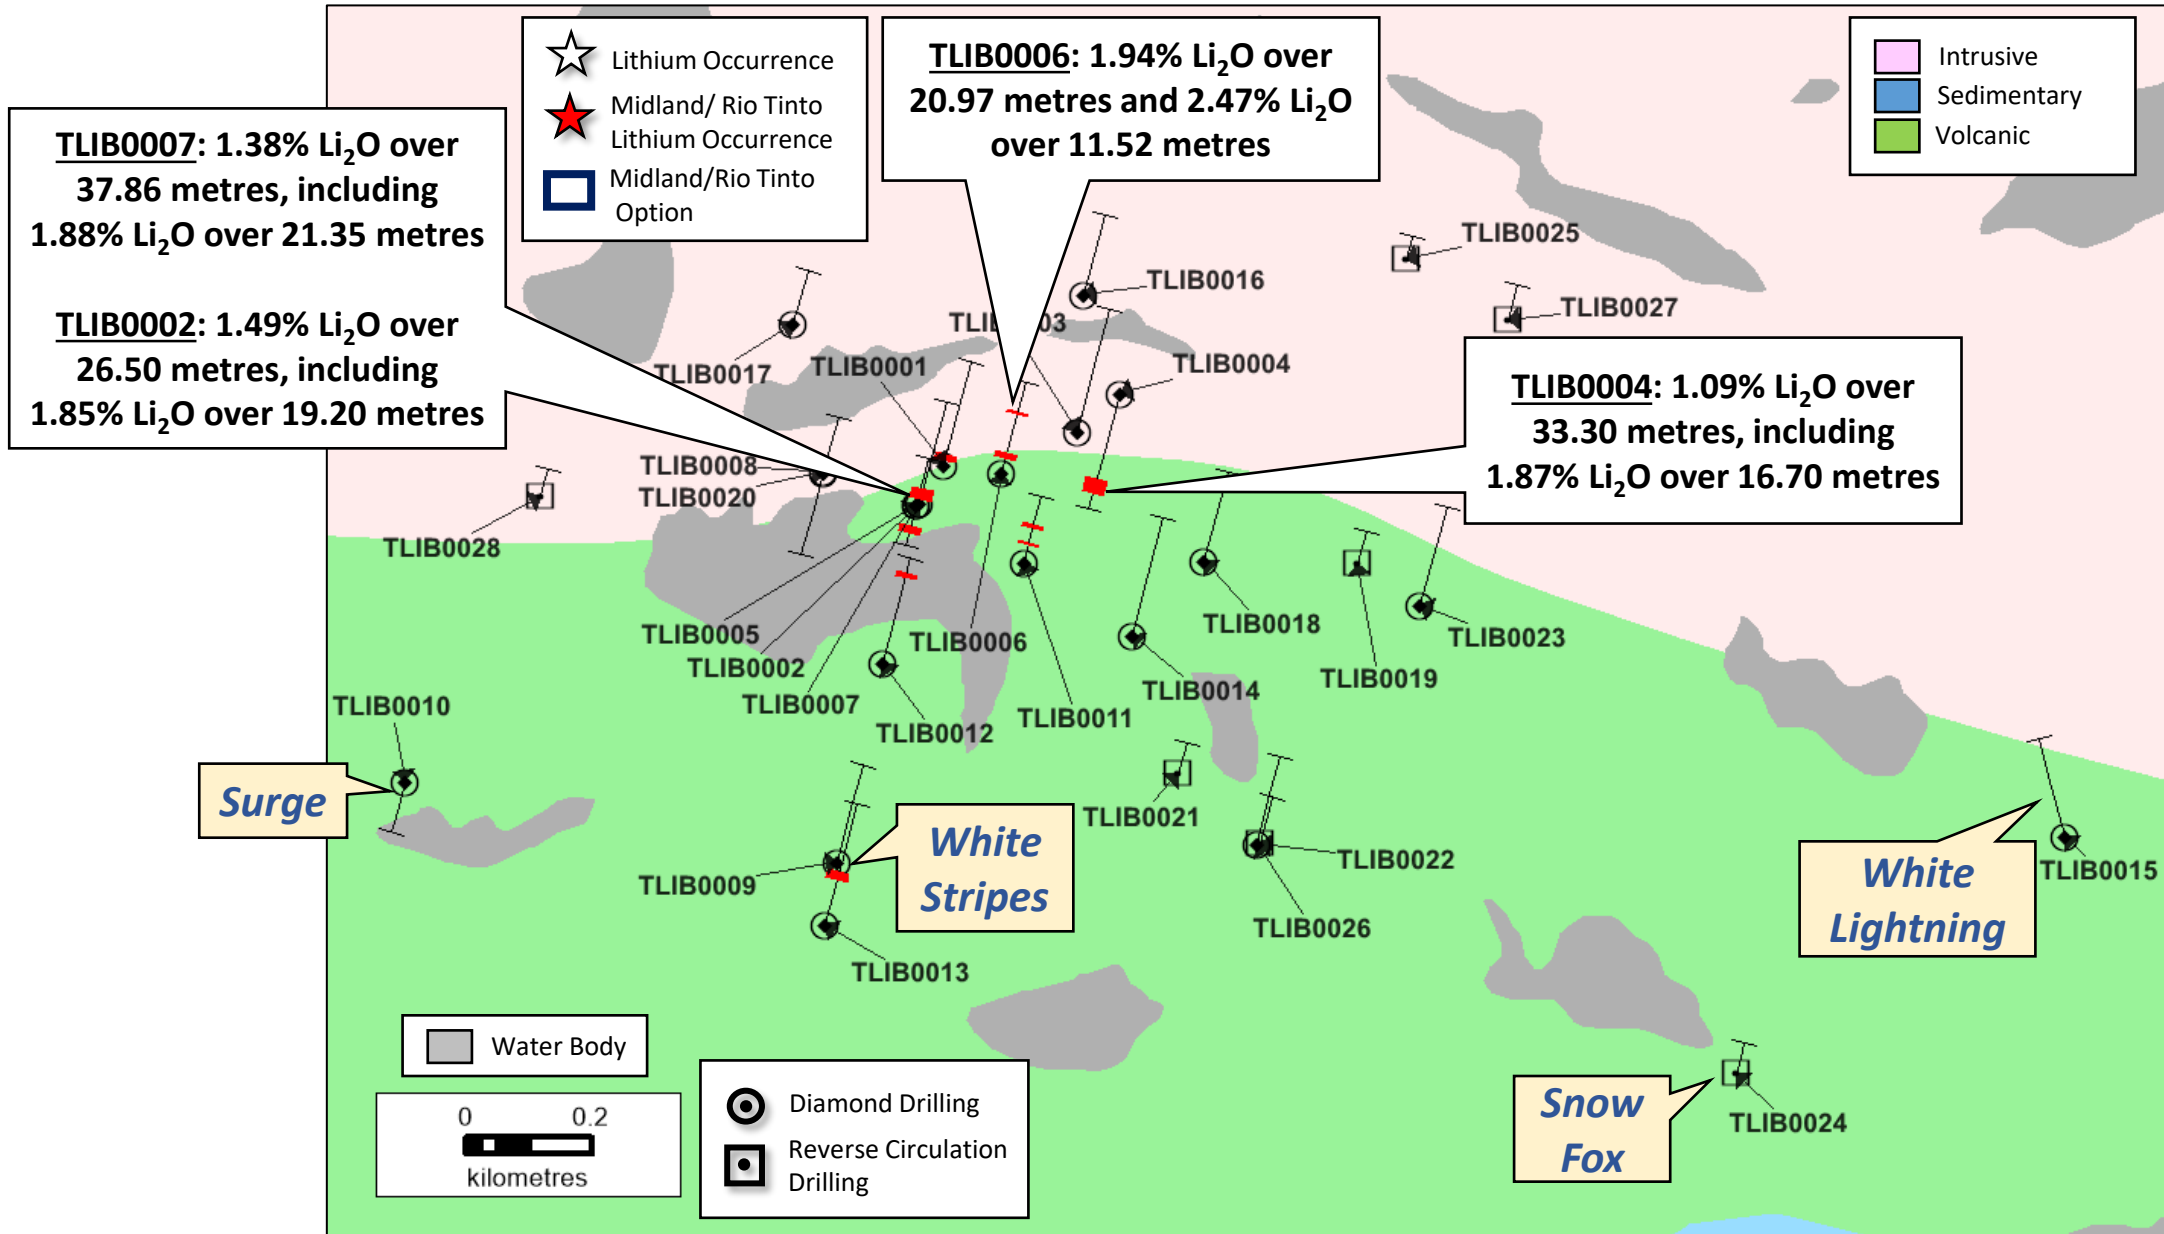 TLIB0007: 1.38% Li₂O over
37.86 metres, including
1.88% Li₂O over 21.35 metres
TLIB0002: 1.49% Li₂O over
26.50 metres, including
1.85% Li₂O over 19.20 metres
Lithium Occurrence
Midland/ Rio Tinto
Lithium Occurrence
Midland/Rio Tinto
Option
TLIB0006: 1.94% Li₂O over
20.97 metres and 2.47% Li₂O
over 11.52 metres
Intrusive
Sedimentary
Volcanic
TLIB0004: 1.09% Li₂O over
33.30 metres, including
1.87% Li₂O over 16.70 metres
TLIB0025
TLIB0016
TLIB0027
TLIB0017
TLIB0001
TLIB0004
TLIB0008
TLIB0020
TLIB0028
TLIB0005
TLIB0002
TLIB0007
TLIB0006
TLIB0012
TLIB0011
TLIB0014
TLIB0018
TLIB0019
TLIB0023
TLIB0010
Surge
TLIB0009
White
Stripes
TLIB0013
TLIB0021
TLIB0022
TLIB0026
White
Lightning
TLIB0015
Snow
Fox
TLIB0024
Water Body
0 0.2
kilometres
Diamond Drilling
Reverse Circulation
Drilling